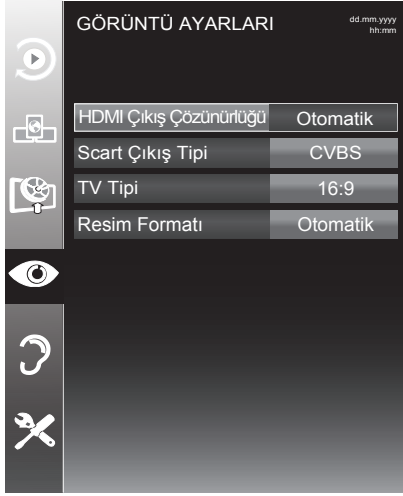 GÖRÜNTÜ AYARLARI
dd.mm.yyyy
hh:mm
HDMI Çıkış Çözünürlüğü Otomatik
Scart Çıkış Tipi CVBS
TV Tipi 16:9
Resim Formatı Otomatik